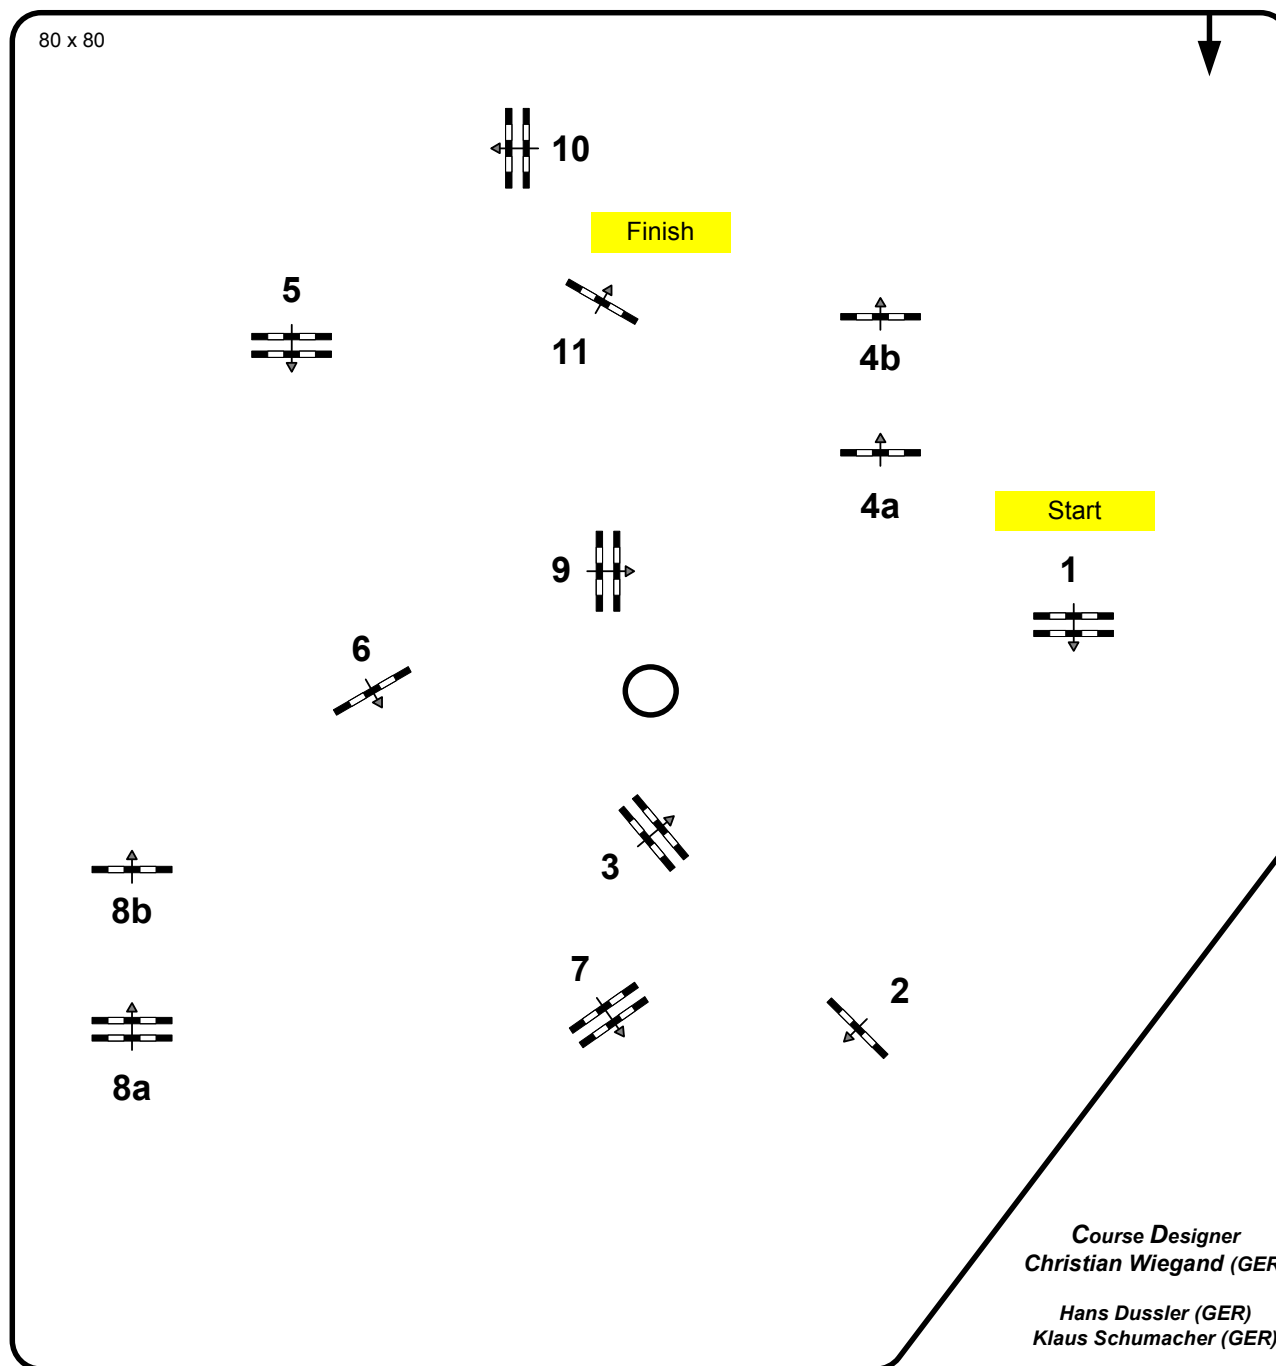 80 x 80
10
Finish
5
11
4b
4a
Start
1
9
6
3
8b
7
2
8a
Course Designer
Christian Wiegand (GER
Hans Dussler (GER)
Klaus Schumacher (GER)